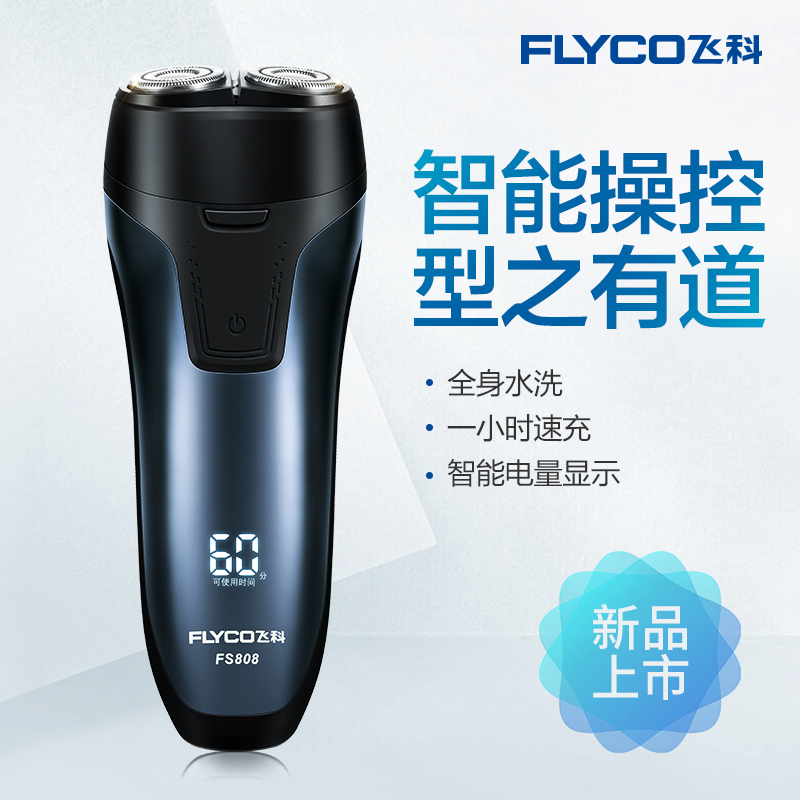 FLYCO飞科
智能操控
型之有道
• 全身水洗
• 一小时速充
• 智能电量显示
60分
可使用时间
FLYCO飞科
FS808
新品
上市